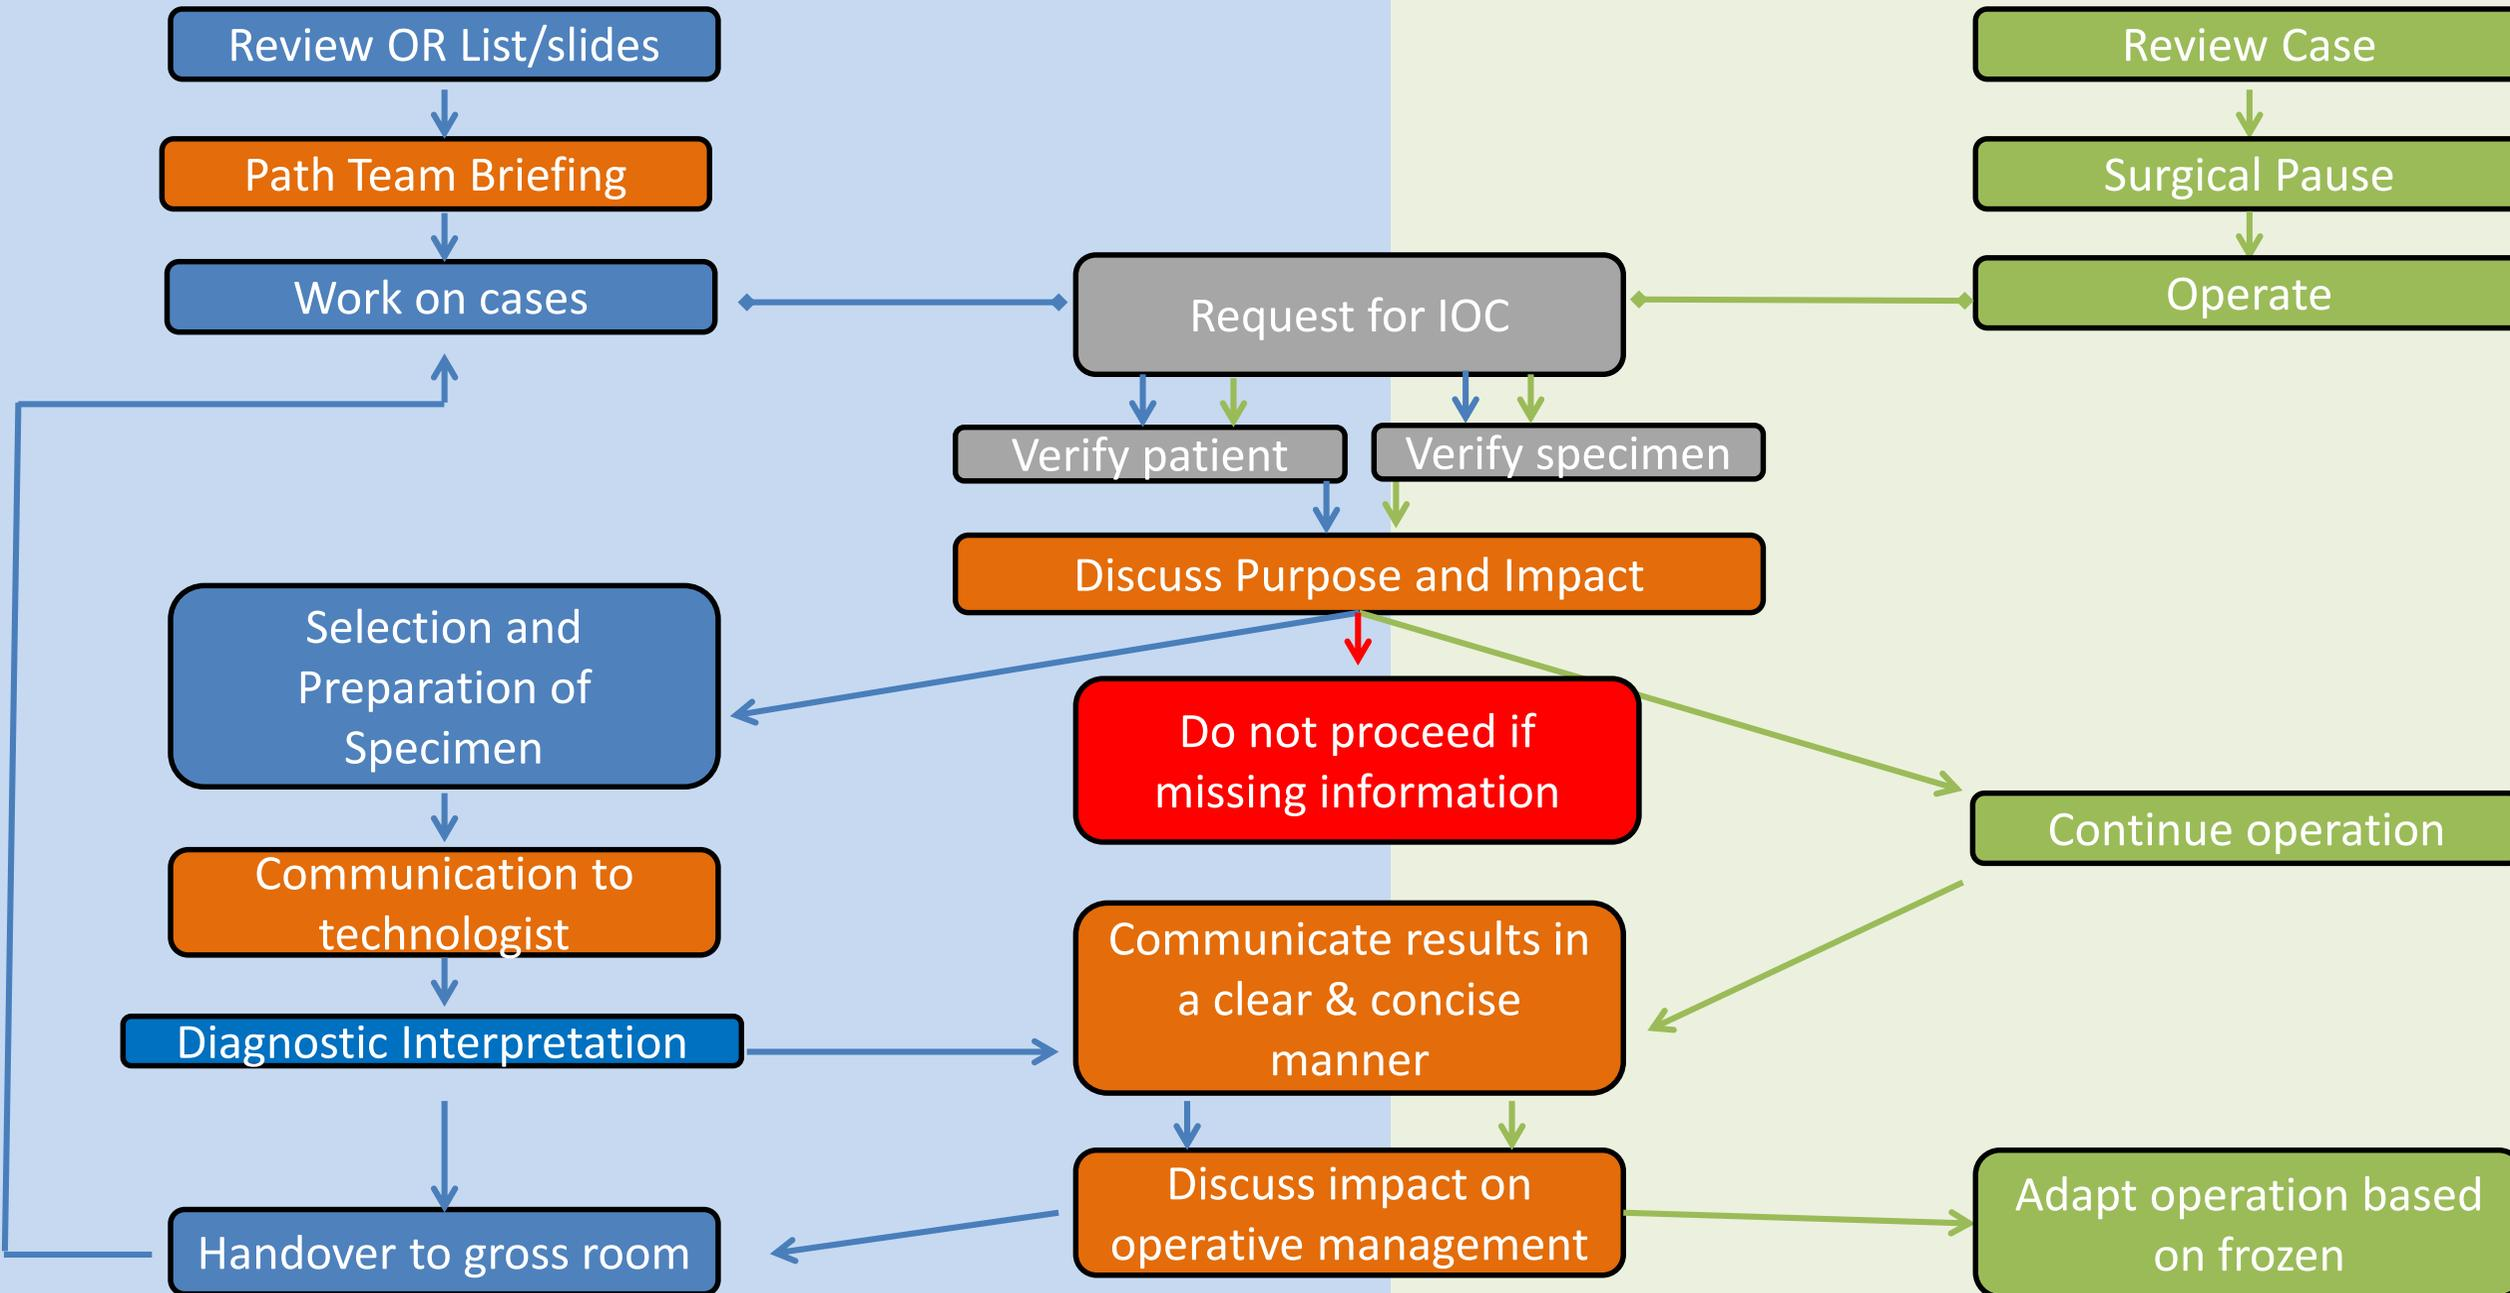 Review OR List/slides
Review Case
Path Team Briefing
Surgical Pause
Work on cases
Request for IOC
Operate
Verify patient
Verify specimen
Discuss Purpose and Impact
Selection and
Preparation of
Specimen
Do not proceed if
missing information
Continue operation
Communication to
technologist
Communicate results in
a clear & concise
manner
Diagnostic Interpretation
Discuss impact on
operative management
Adapt operation based
on frozen
Handover to gross room